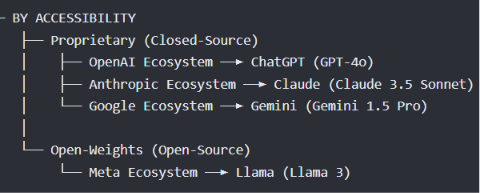 BY ACCESSIBILITY
Proprietary (Closed-Source)
OpenAI Ecosystem ──► ChatGPT (GPT-4o)
Anthropic Ecosystem ──► Claude (Claude 3.5 Sonnet)
Google Ecosystem ──► Gemini (Gemini 1.5 Pro)
Open-Weights (Open-Source)
Meta Ecosystem ──► Llama (Llama 3)